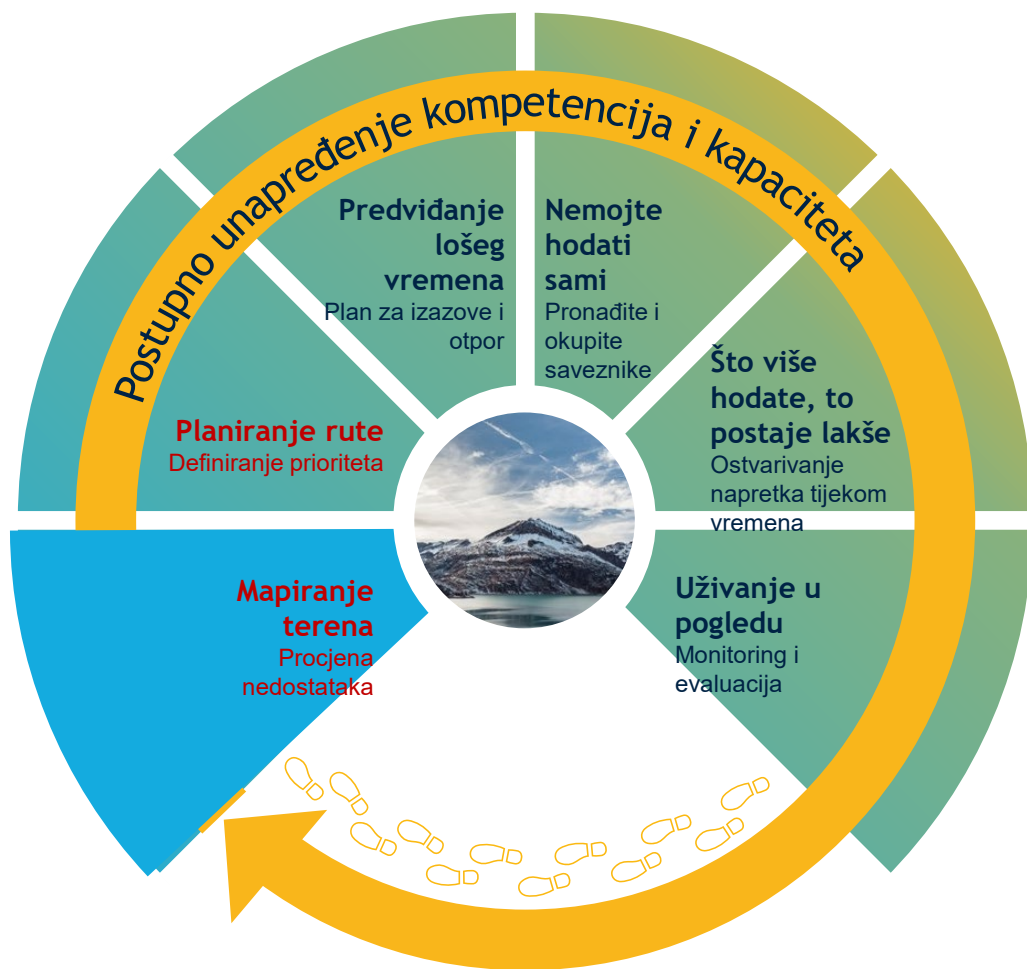 Postupno unapređenje kompetencija i kapaciteta
Mapiranje
terena
Procjena
nedostataka
Planiranje rute
Definiranje prioriteta
Predviđanje
lošeg
vremena
Plan za izazove i
otpor
Nemojte
hodati
sami
Pronađite i
okupite
saveznike
Što više
hodate, to
postaje lakše
Ostvarivanje
napretka tijekom
vremena
Uživanje u
pogledu
Monitoring i
evaluacija